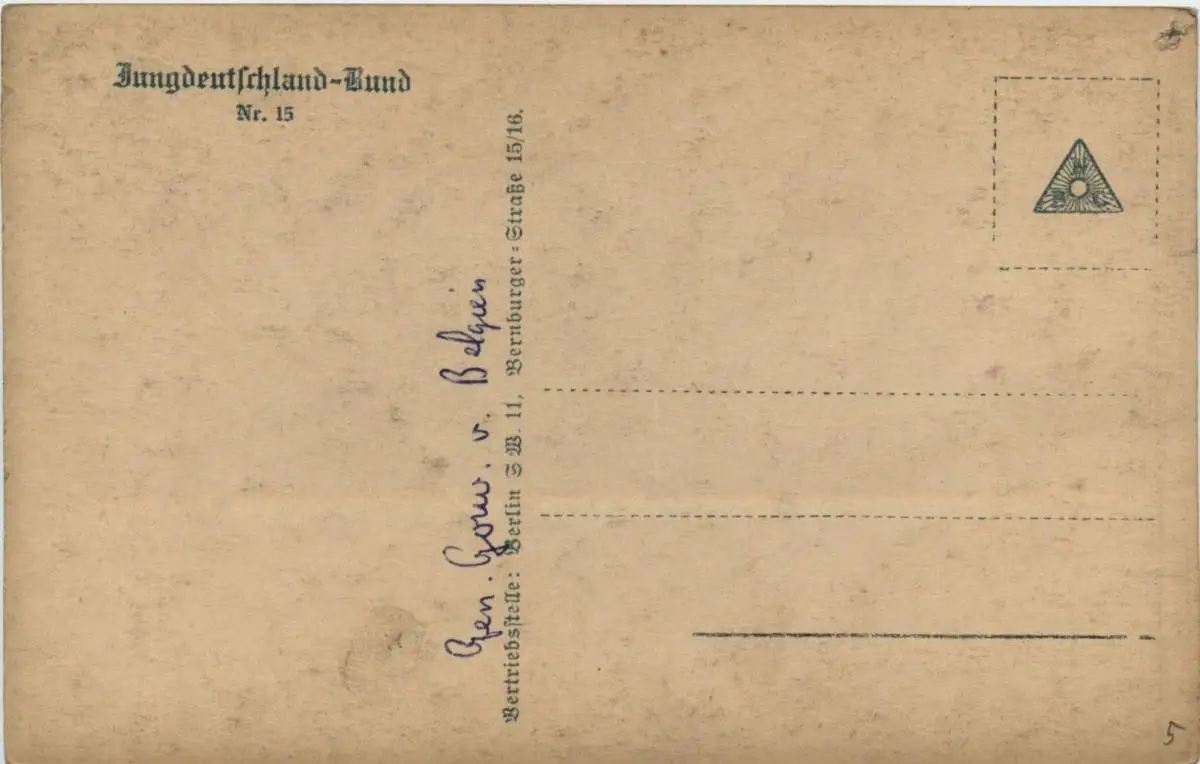 Jungdeutſchland-Bund
Nr. 15
Gen. Gouv. v. Belgien
Vertriebsſtelle: Berlin SW. 11, Bernburger-Straße 15/16.
5